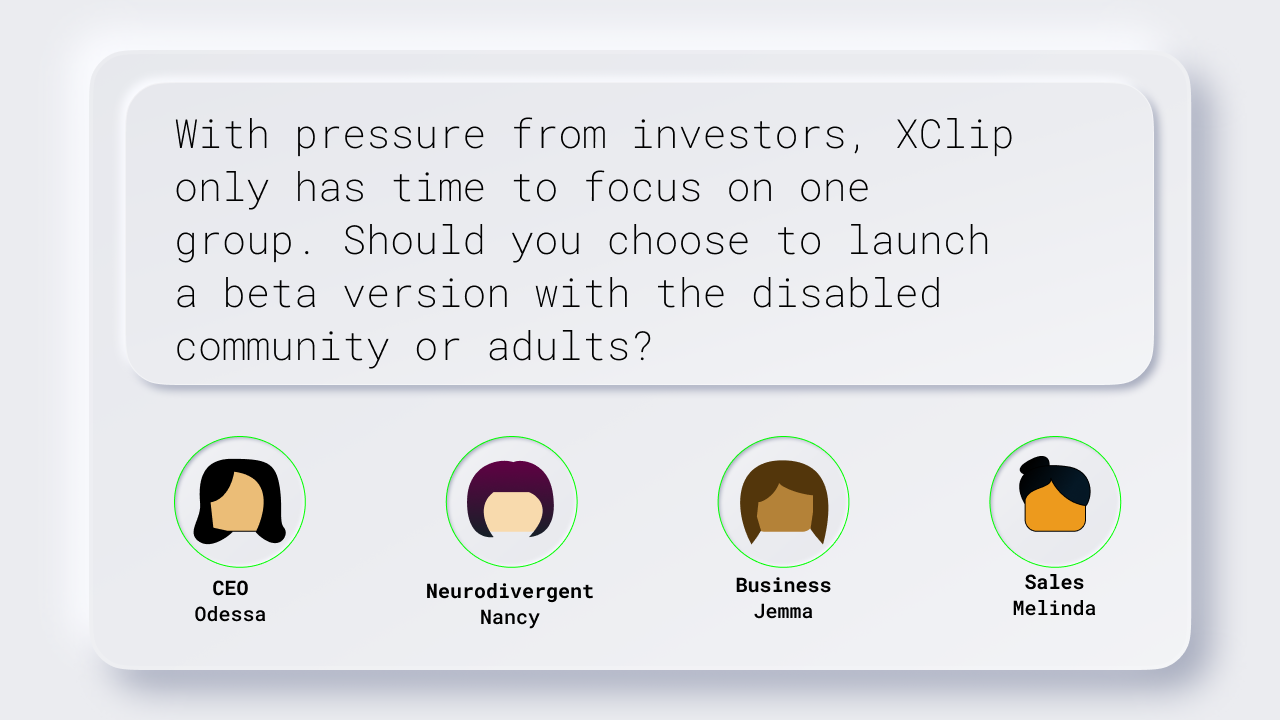 With pressure from investors, XClip
only has time to focus on one
group. Should you choose to launch
a beta version with the disabled
community or adults?
CEO
Odessa
Neurodivergent
Nancy
Business
Jemma
Sales
Melinda